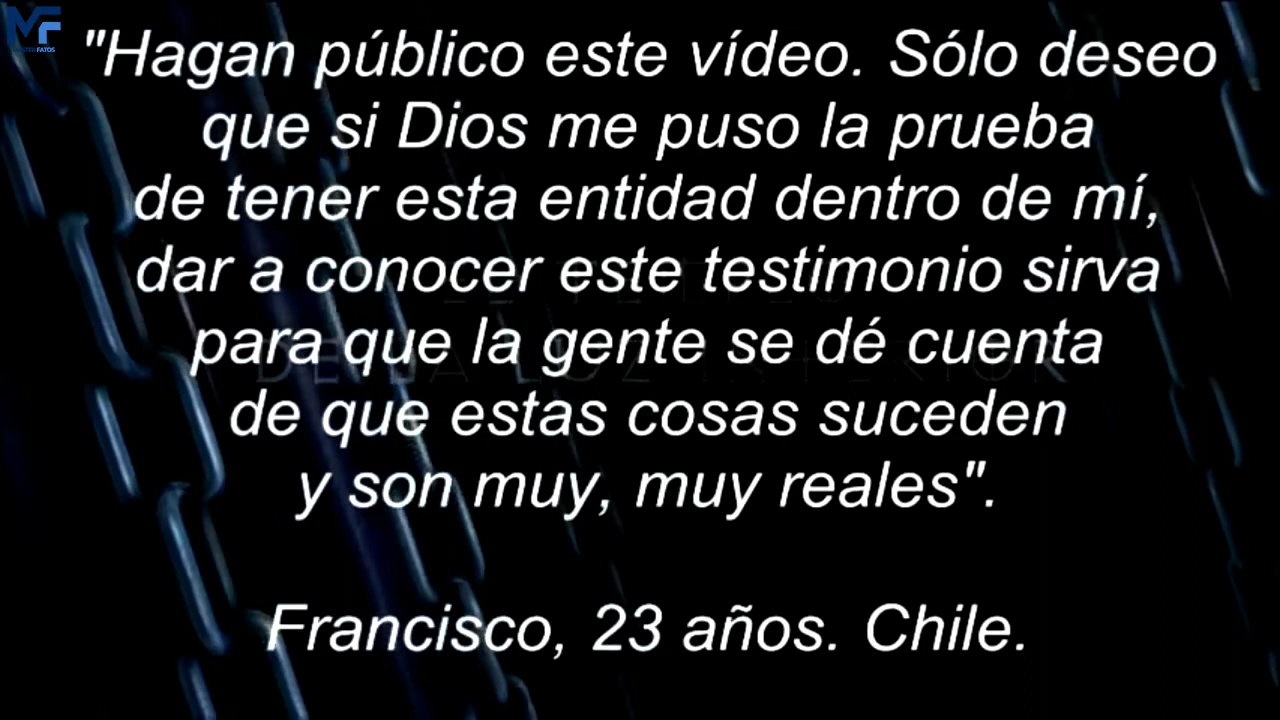 MF
"Hagan público este vídeo. Sólo deseo
que si Dios me puso la prueba
de tener esta entidad dentro de mí,
dar a conocer este testimonio sirva
para que la gente se dé cuenta
de que estas cosas suceden
y son muy, muy reales".
Francisco, 23 años. Chile.